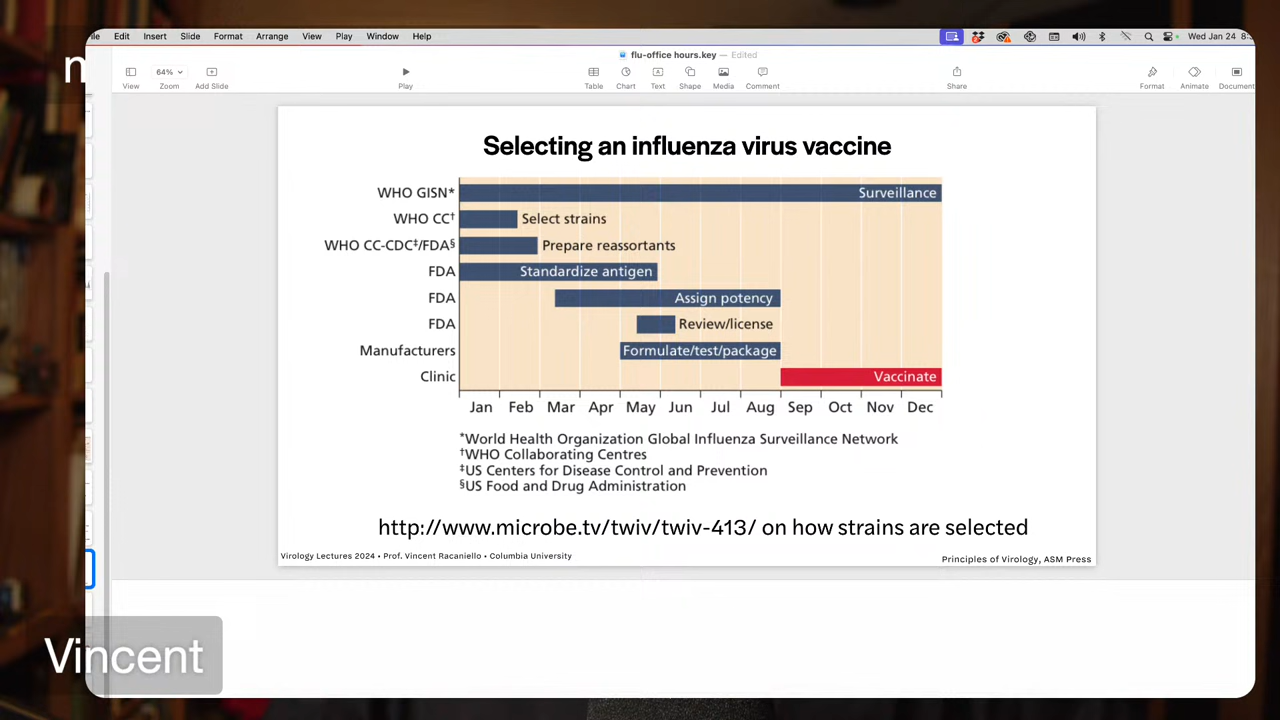 Edit Insert Slide Format Arrange View Play Window Help
Wed Jan 24
flu-office hours.key — Edited
64%
View Zoom Add Slide Play Table Chart Text Shape Media Comment Share Format Animate Document
Selecting an influenza virus vaccine
WHO GISN* Surveillance
WHO CC† Select strains
WHO CC-CDC‡/FDA§ Prepare reassortants
FDA Standardize antigen
FDA Assign potency
FDA Review/license
Manufacturers Formulate/test/package
Clinic Vaccinate
Jan Feb Mar Apr May Jun Jul Aug Sep Oct Nov Dec
*World Health Organization Global Influenza Surveillance Network
†WHO Collaborating Centres
‡US Centers for Disease Control and Prevention
§US Food and Drug Administration
http://www.microbe.tv/twiv/twiv-413/ on how strains are selected
Virology Lectures 2024 • Prof. Vincent Racaniello • Columbia University
Principles of Virology, ASM Press
Vincent